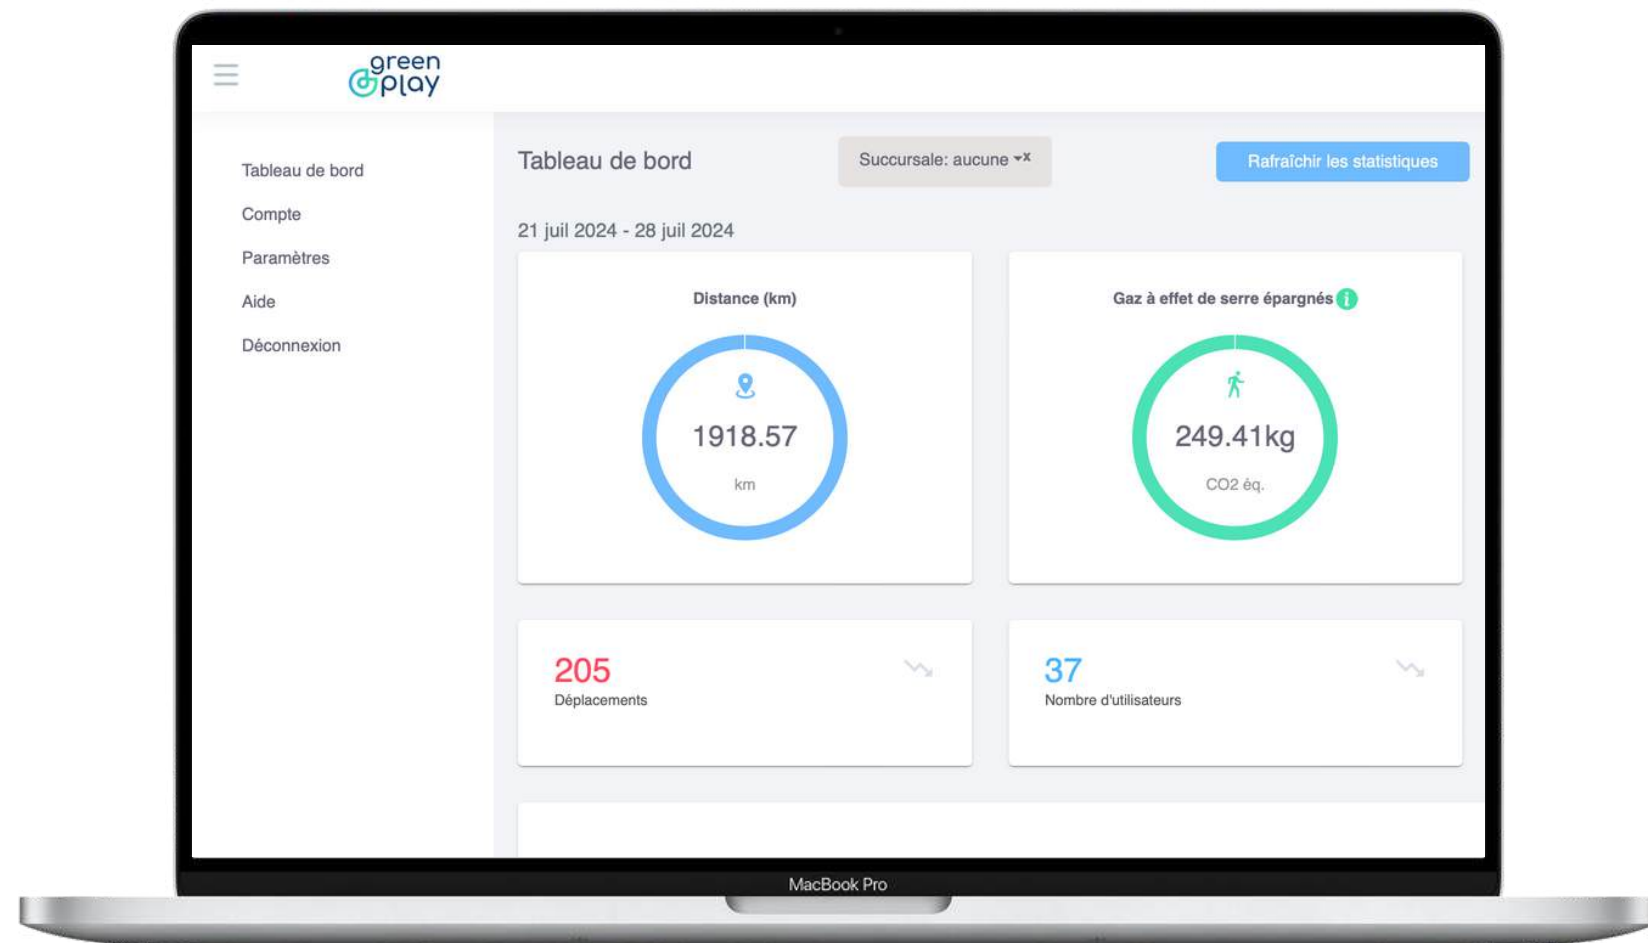 green
play
Tableau de bord
Compte
Paramètres
Aide
Déconnexion
Tableau de bord
Succursale: aucune
x
Rafraîchir les statistiques
21 juil 2024 - 28 juil 2024
Distance (km)
1918.57
km
Gaz à effet de serre épargnés i
249.41kg
CO2 éq.
205
Déplacements
37
Nombre d'utilisateurs
MacBook Pro